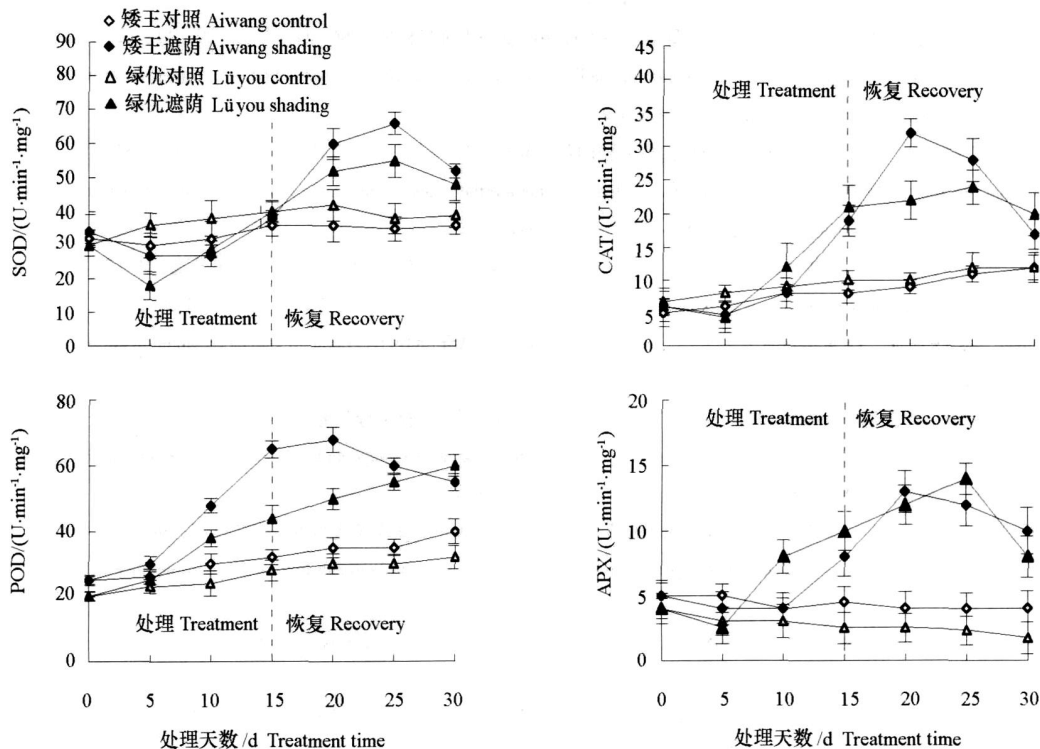 矮王对照 Aiwang control
矮王遮荫 Aiwang shading
绿优对照 Lüyou control
绿优遮荫 Lüyou shading
SOD/(U·min⁻¹·mg⁻¹)
90
80
70
60
50
40
30
20
10
0
处理 Treatment
恢复 Recovery
CAT/(U·min⁻¹·mg⁻¹)
45
40
35
30
25
20
15
10
5
0
处理 Treatment
恢复 Recovery
POD/(U·min⁻¹·mg⁻¹)
80
60
40
20
0
处理 Treatment
恢复 Recovery
0 5 10 15 20 25 30
处理天数/d Treatment time
APX/(U·min⁻¹·mg⁻¹)
20
15
10
5
0
处理 Treatment
恢复 Recovery
0 5 10 15 20 25 30
处理天数/d Treatment time